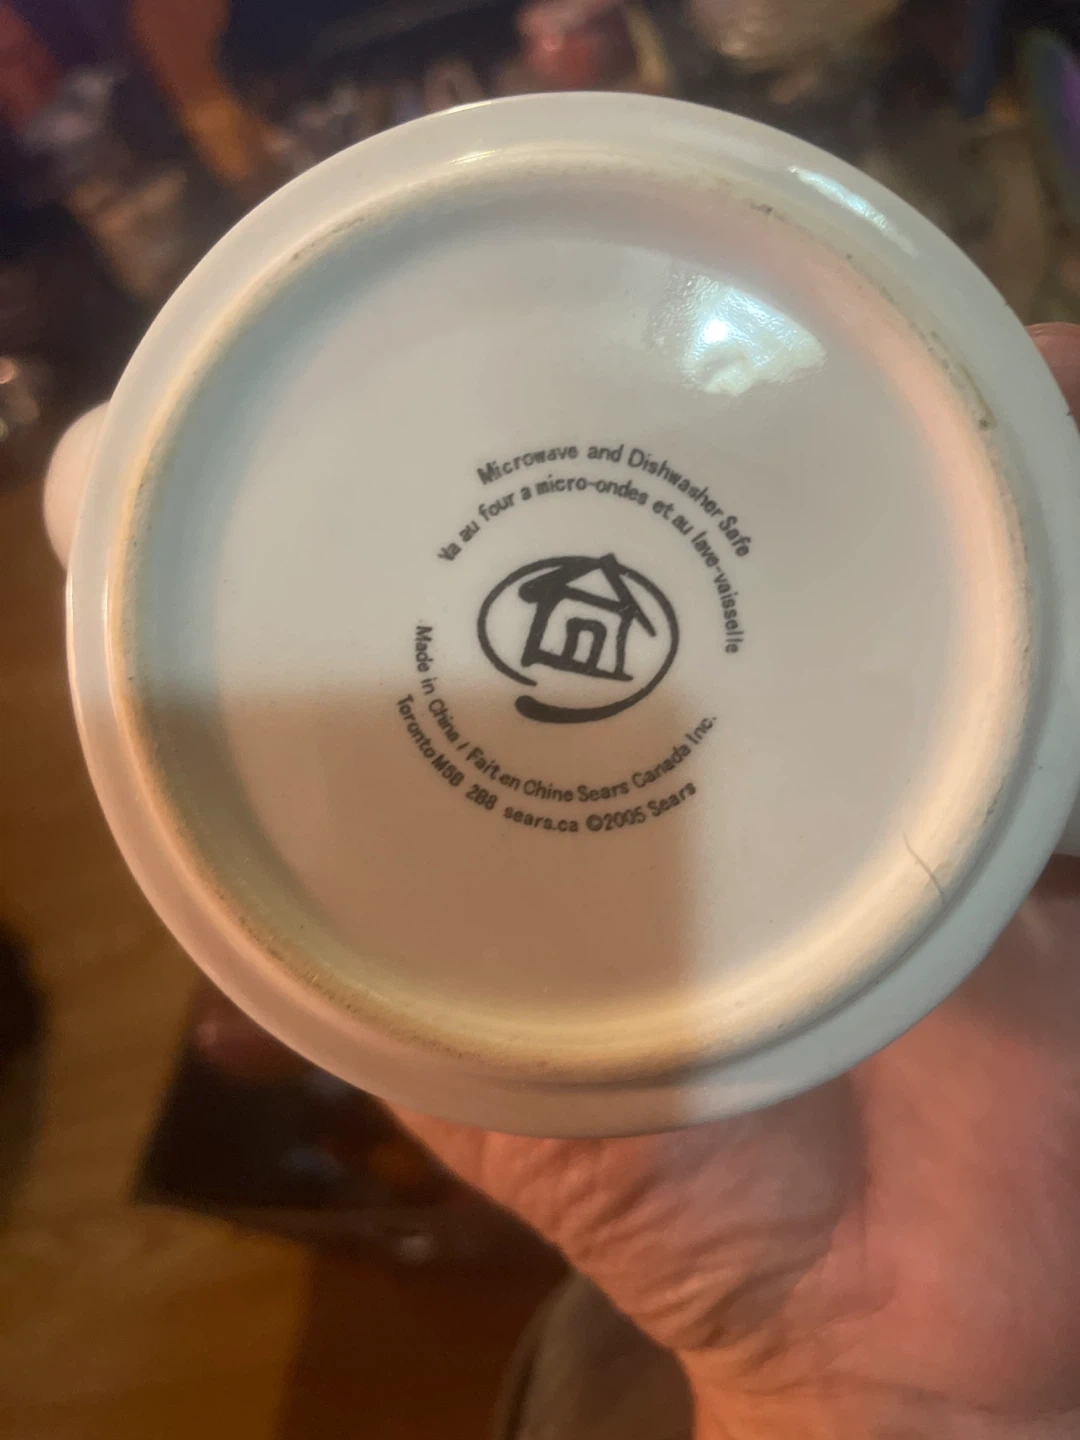 Microwave and Dishwasher Safe
Va au four a micro-ondes et au lave-vaisselle
Made in China / Fait en Chine Sears Canada Inc.
Toronto M5B 2B8 sears.ca ©2005 Sears